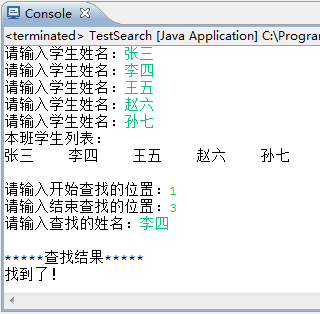 Console
<terminated> TestSearch [Java Application] C:\Progran
请输入学生姓名：张三
请输入学生姓名：李四
请输入学生姓名：王五
请输入学生姓名：赵六
请输入学生姓名：孙七
本班学生列表：
张三 李四 王五 赵六 孙七
请输入开始查找的位置：1
请输入结束查找的位置：3
请输入查找的姓名：李四
*****查找结果*****
找到了！